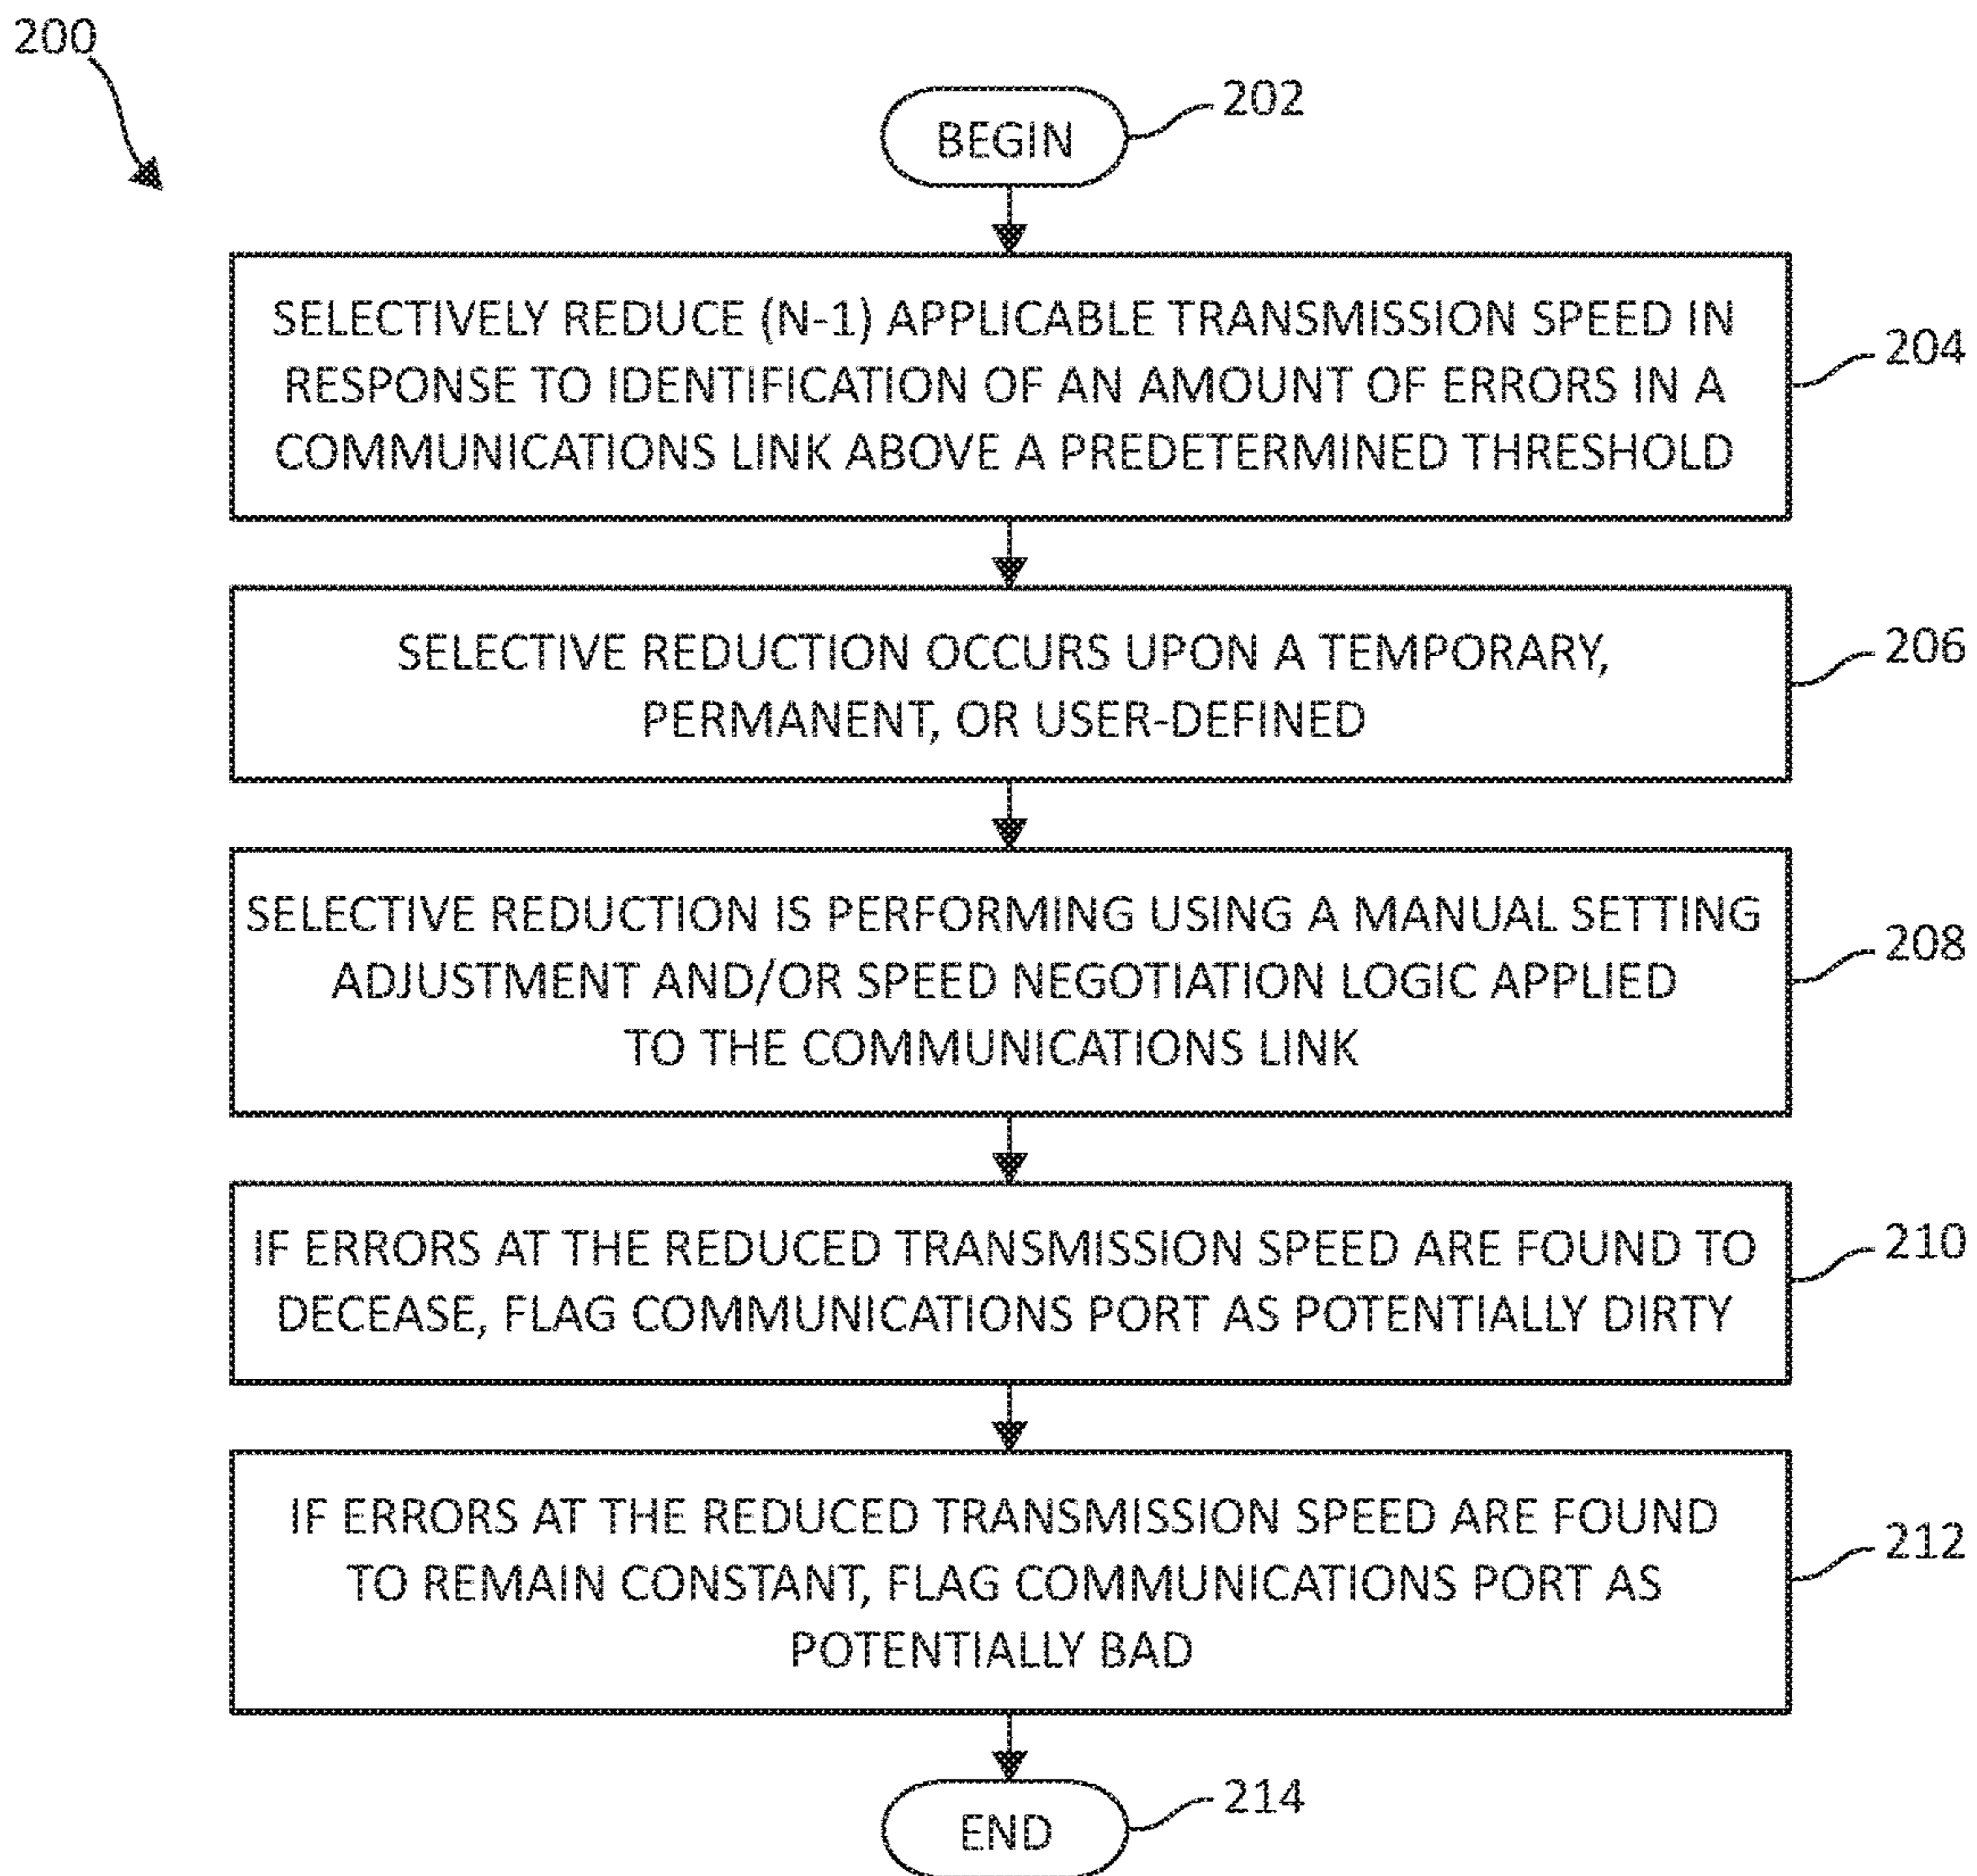 200
BEGIN
202
SELECTIVELY REDUCE (N-1) APPLICABLE TRANSMISSION SPEED IN
RESPONSE TO IDENTIFICATION OF AN AMOUNT OF ERRORS IN A
COMMUNICATIONS LINK ABOVE A PREDETERMINED THRESHOLD
204
SELECTIVE REDUCTION OCCURS UPON A TEMPORARY,
PERMANENT, OR USER-DEFINED
206
SELECTIVE REDUCTION IS PERFORMING USING A MANUAL SETTING
ADJUSTMENT AND/OR SPEED NEGOTIATION LOGIC APPLIED
TO THE COMMUNICATIONS LINK
208
IF ERRORS AT THE REDUCED TRANSMISSION SPEED ARE FOUND TO
DECEASE, FLAG COMMUNICATIONS PORT AS POTENTIALLY DIRTY
210
IF ERRORS AT THE REDUCED TRANSMISSION SPEED ARE FOUND
TO REMAIN CONSTANT, FLAG COMMUNICATIONS PORT AS
POTENTIALLY BAD
212
END
214